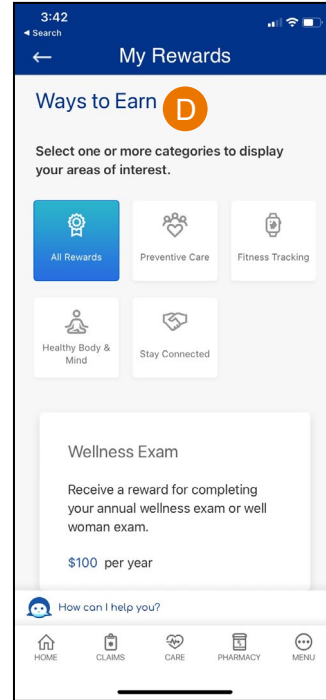 3:42
◀ Search
← My Rewards
Ways to Earn
D
Select one or more categories to display
your areas of interest.
All Rewards
Preventive Care
Fitness Tracking
Healthy Body &
Mind
Stay Connected
Wellness Exam
Receive a reward for completing
your annual wellness exam or well
woman exam.
$100 per year
How can I help you?
HOME
CLAIMS
CARE
PHARMACY
MENU